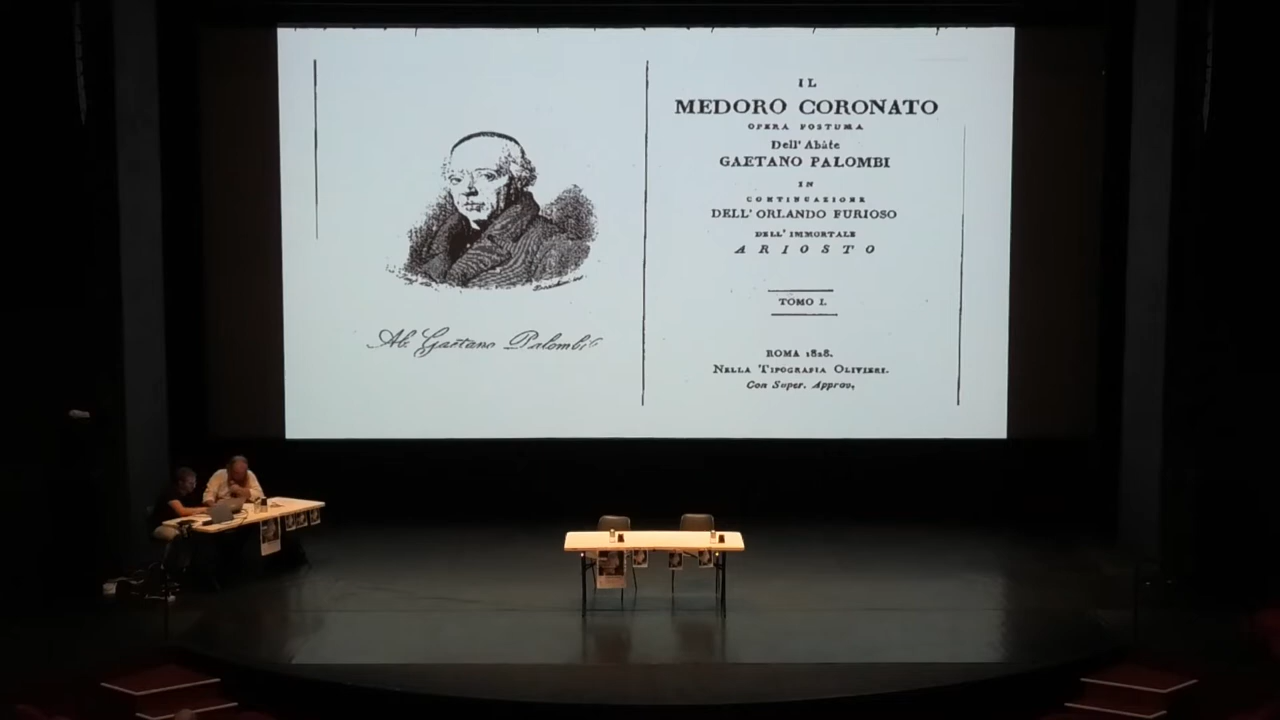 Ab. Gaetano Palombi
IL
MEDORO CORONATO
OPERA POSTUMA
Dell' Abàte
GAETANO PALOMBI
IN
CONTINUAZIONE
DELL' ORLANDO FURIOSO
DELL' IMMORTALE
ARIOSTO
TOMO I.
ROMA 1828.
NELLA TIPOGRAFIA OLIVIERI.
Con Super. Approv.